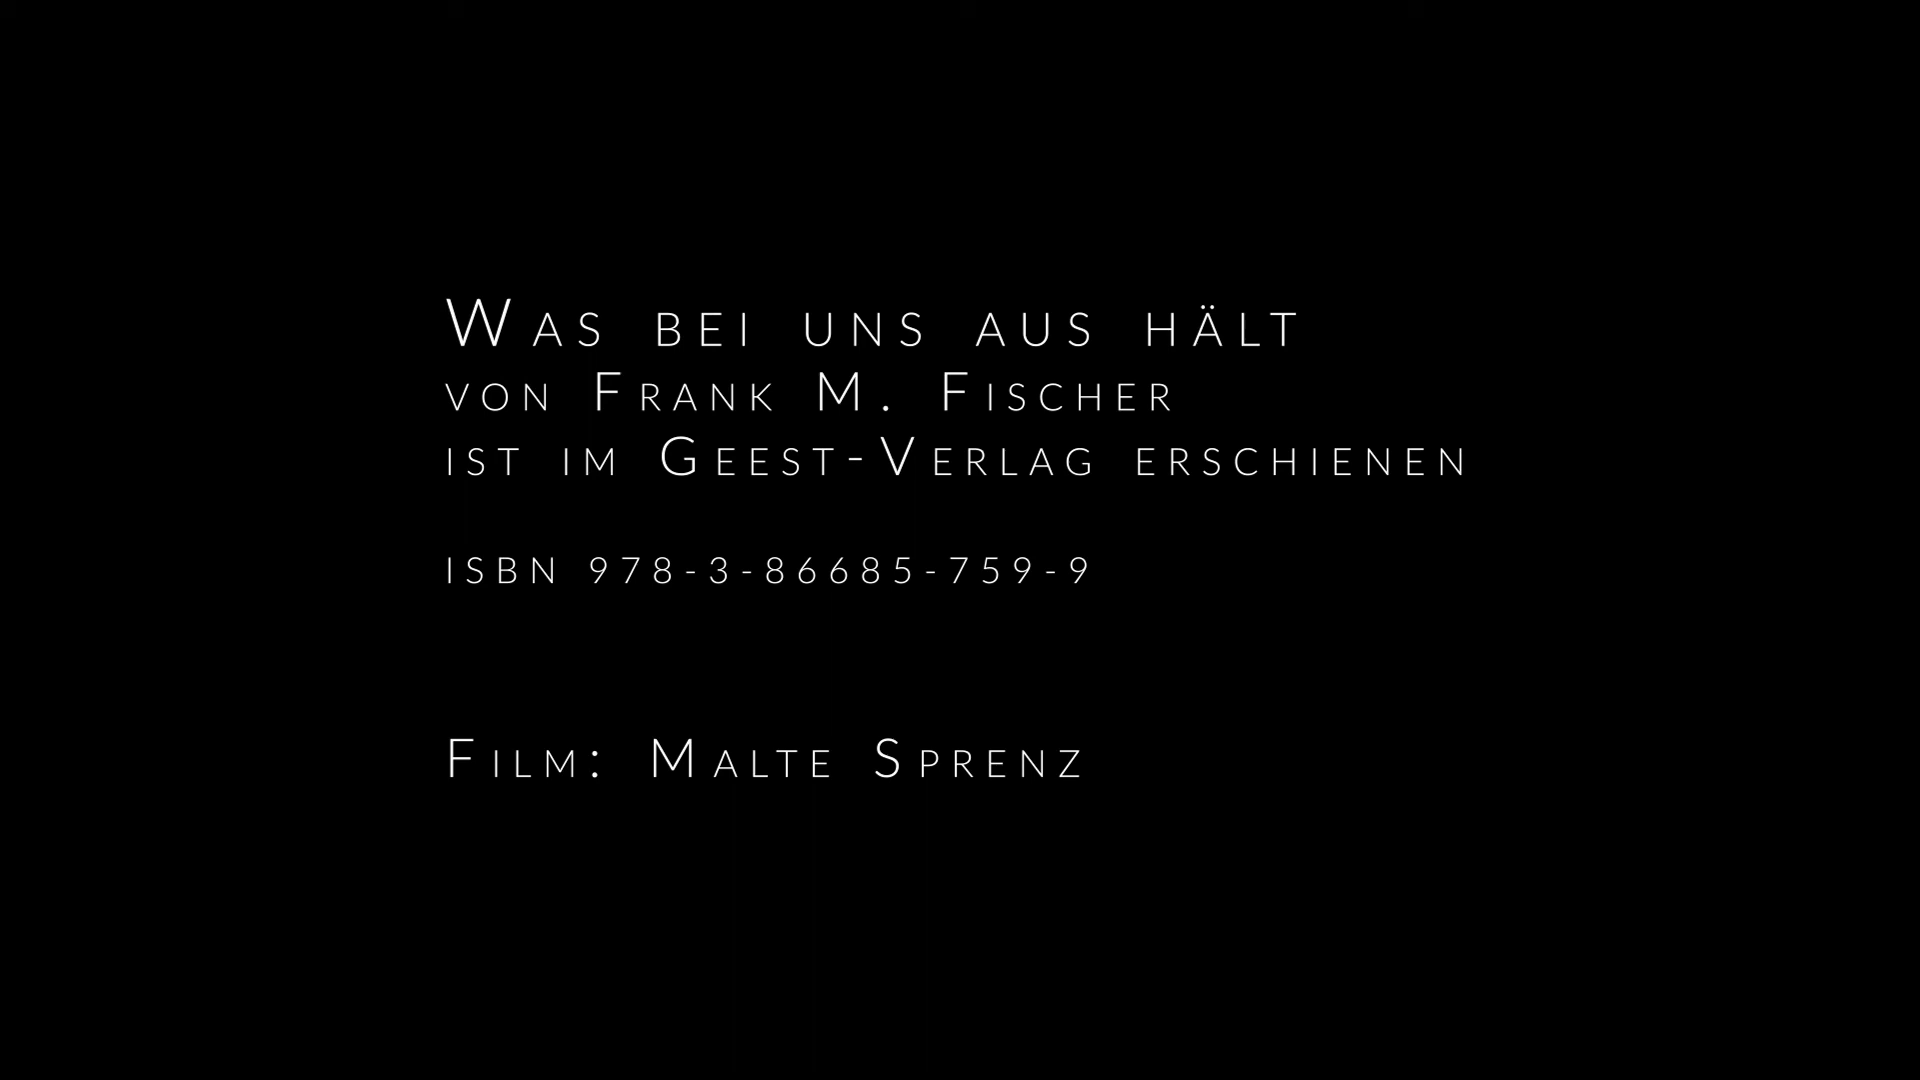 Was bei uns aus hält
von Frank M. Fischer
ist im Geest-Verlag erschienen
ISBN 978-3-86685-759-9
Film: Malte Sprenz